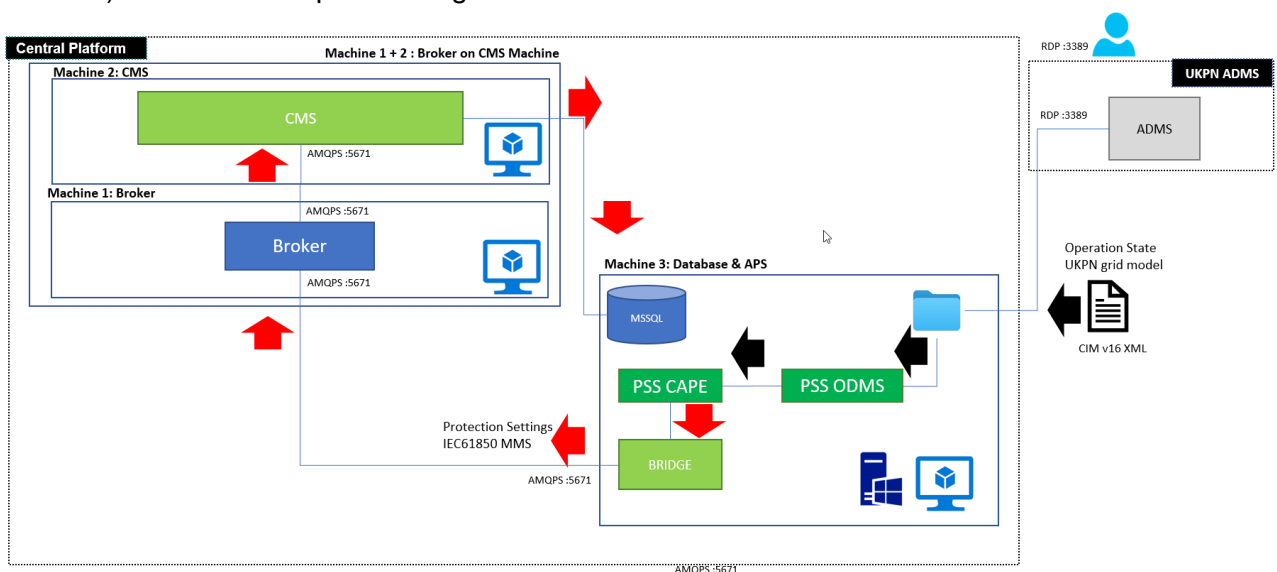 Central Platform
Machine 1 + 2 : Broker on CMS Machine
Machine 2: CMS
CMS
AMQPS :5671
Machine 1: Broker
AMQPS :5671
Broker
AMQPS :5671
Machine 3: Database & APS
MSSQL
PSS CAPE
PSS ODMS
BRIDGE
Protection Settings
IEC61850 MMS
AMQPS :5671
RDP :3389
UKPN ADMS
RDP :3389
ADMS
Operation State
UKPN grid model
CIM v16 XML
AMQPS :5671